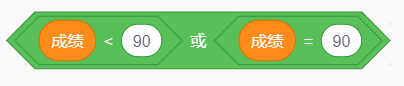 成绩 < 90 或 成绩 = 90